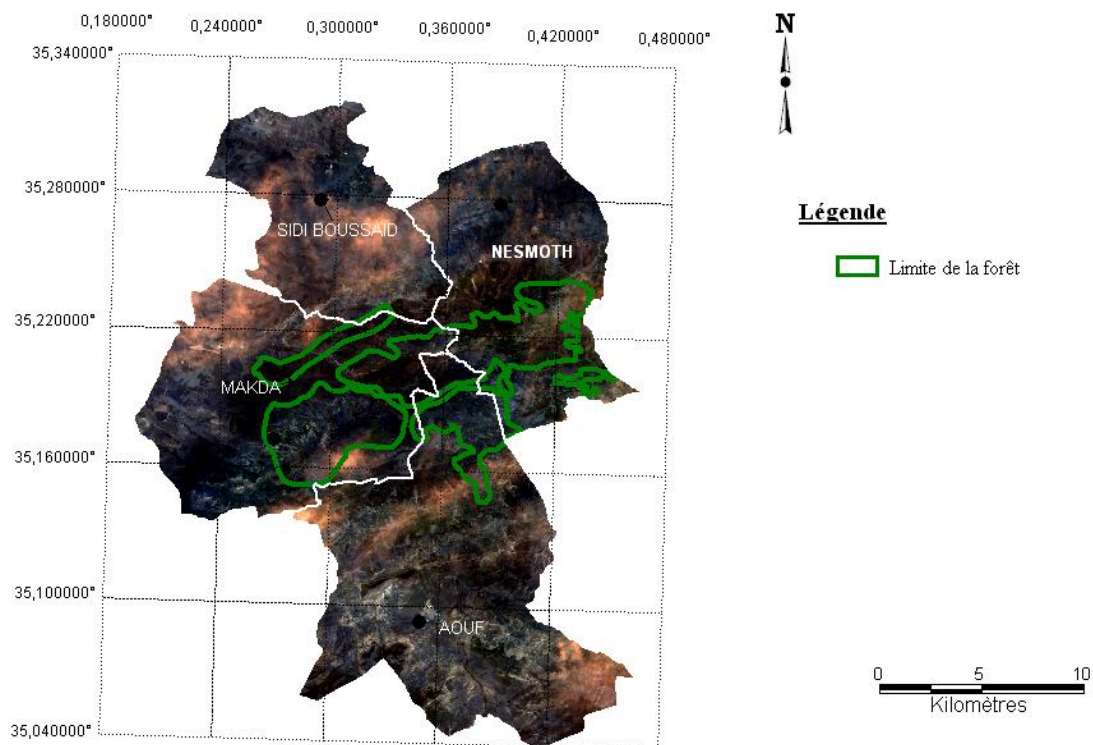 0,180000° 0,240000° 0,300000° 0,360000° 0,420000° 0,480000°
N
35,340000°
35,280000°
SIDI BOUSSAID
Légende
NESMOTH
Limite de la forêt
35,220000°
MAKDA
35,160000°
35,100000°
AOUF
0 5 10
Kilomètres
35,040000°